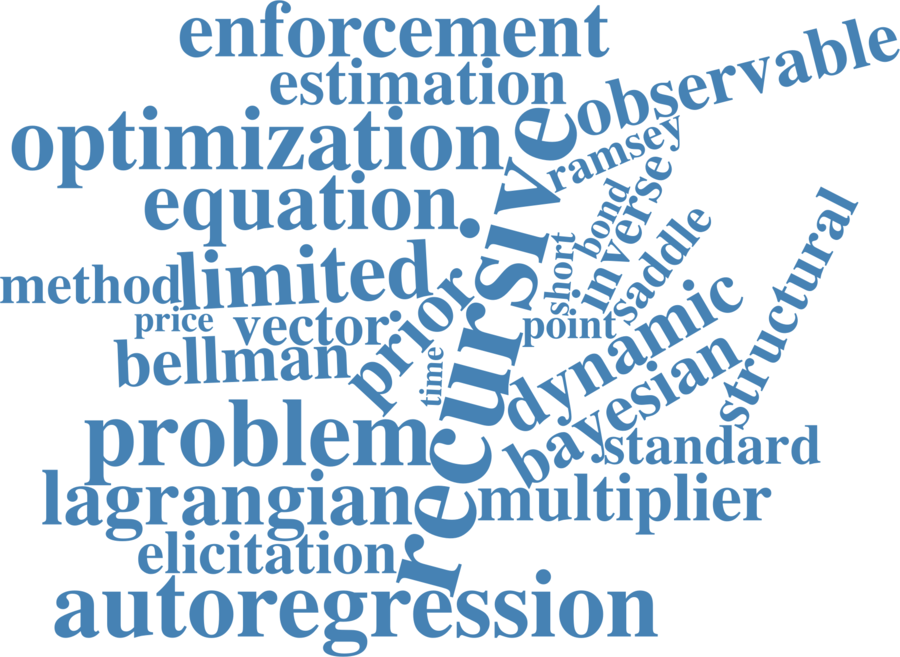 enforcement
estimation
observable
optimization
ramsey
recursive
equation
bond
inverse
short
saddle
structural
limited
method
prior
price
vector
point
dynamic
bellman
time
bayesian
problem
standard
lagrangian
multiplier
elicitation
autoregression